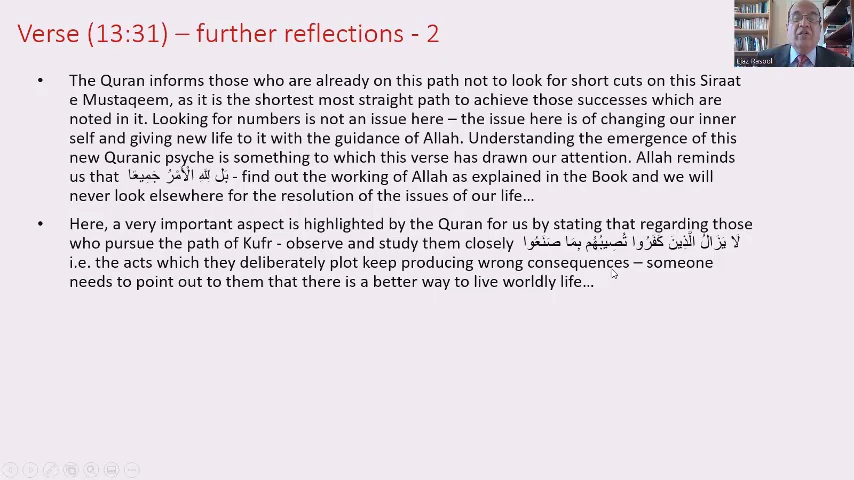 Verse (13:31) – further reflections - 2
Ejaz Rasool
• The Quran informs those who are already on this path not to look for short cuts on this Siraat
e Mustaqeem, as it is the shortest most straight path to achieve those successes which are
noted in it. Looking for numbers is not an issue here – the issue here is of changing our inner
self and giving new life to it with the guidance of Allah. Understanding the emergence of this
new Quranic psyche is something to which this verse has drawn our attention. Allah reminds
us that بَل لِّلَّهِ الْأَمْرُ جَمِيعًا - find out the working of Allah as explained in the Book and we will
never look elsewhere for the resolution of the issues of our life…
• Here, a very important aspect is highlighted by the Quran for us by stating that regarding those
who pursue the path of Kufr - observe and study them closely لَا يَزَالُ الَّذِينَ كَفَرُوا تُصِيبُهُم بِمَا صَنَعُوا
i.e. the acts which they deliberately plot keep producing wrong consequences – someone
needs to point out to them that there is a better way to live worldly life…